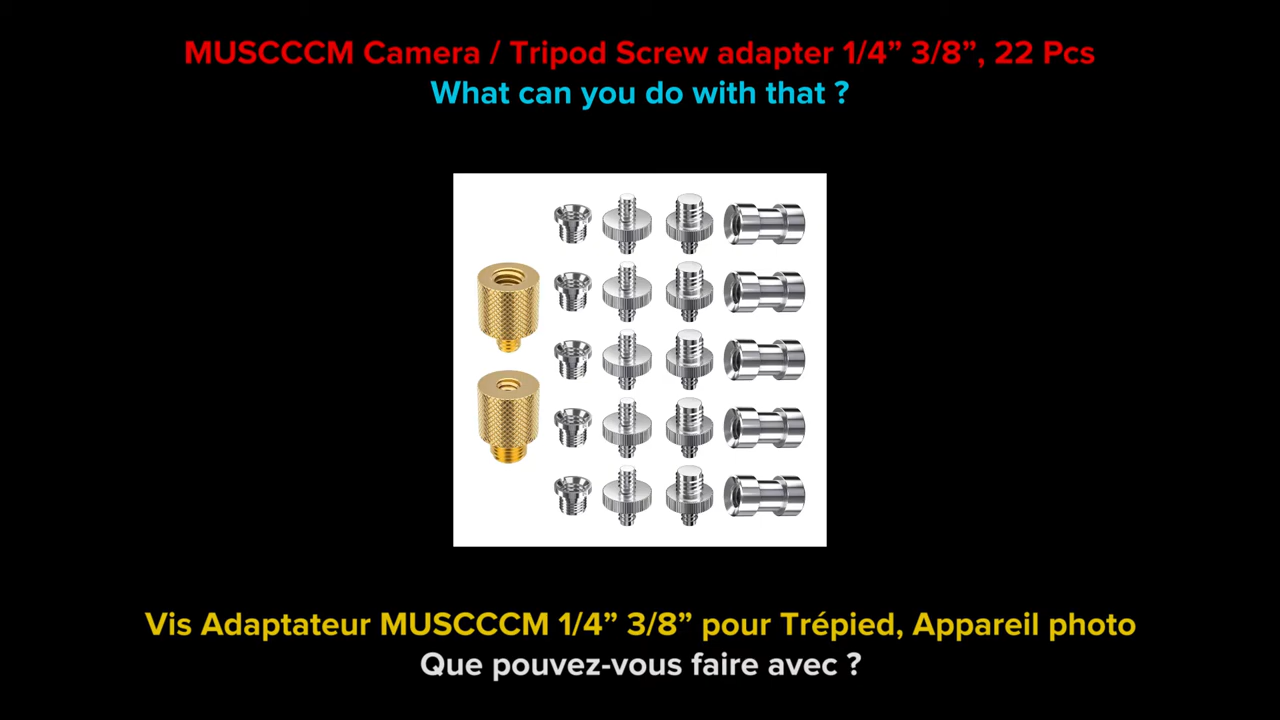 MUSCCCM Camera / Tripod Screw adapter 1/4” 3/8”, 22 Pcs
What can you do with that ?
Vis Adaptateur MUSCCCM 1/4” 3/8” pour Trépied, Appareil photo
Que pouvez-vous faire avec ?